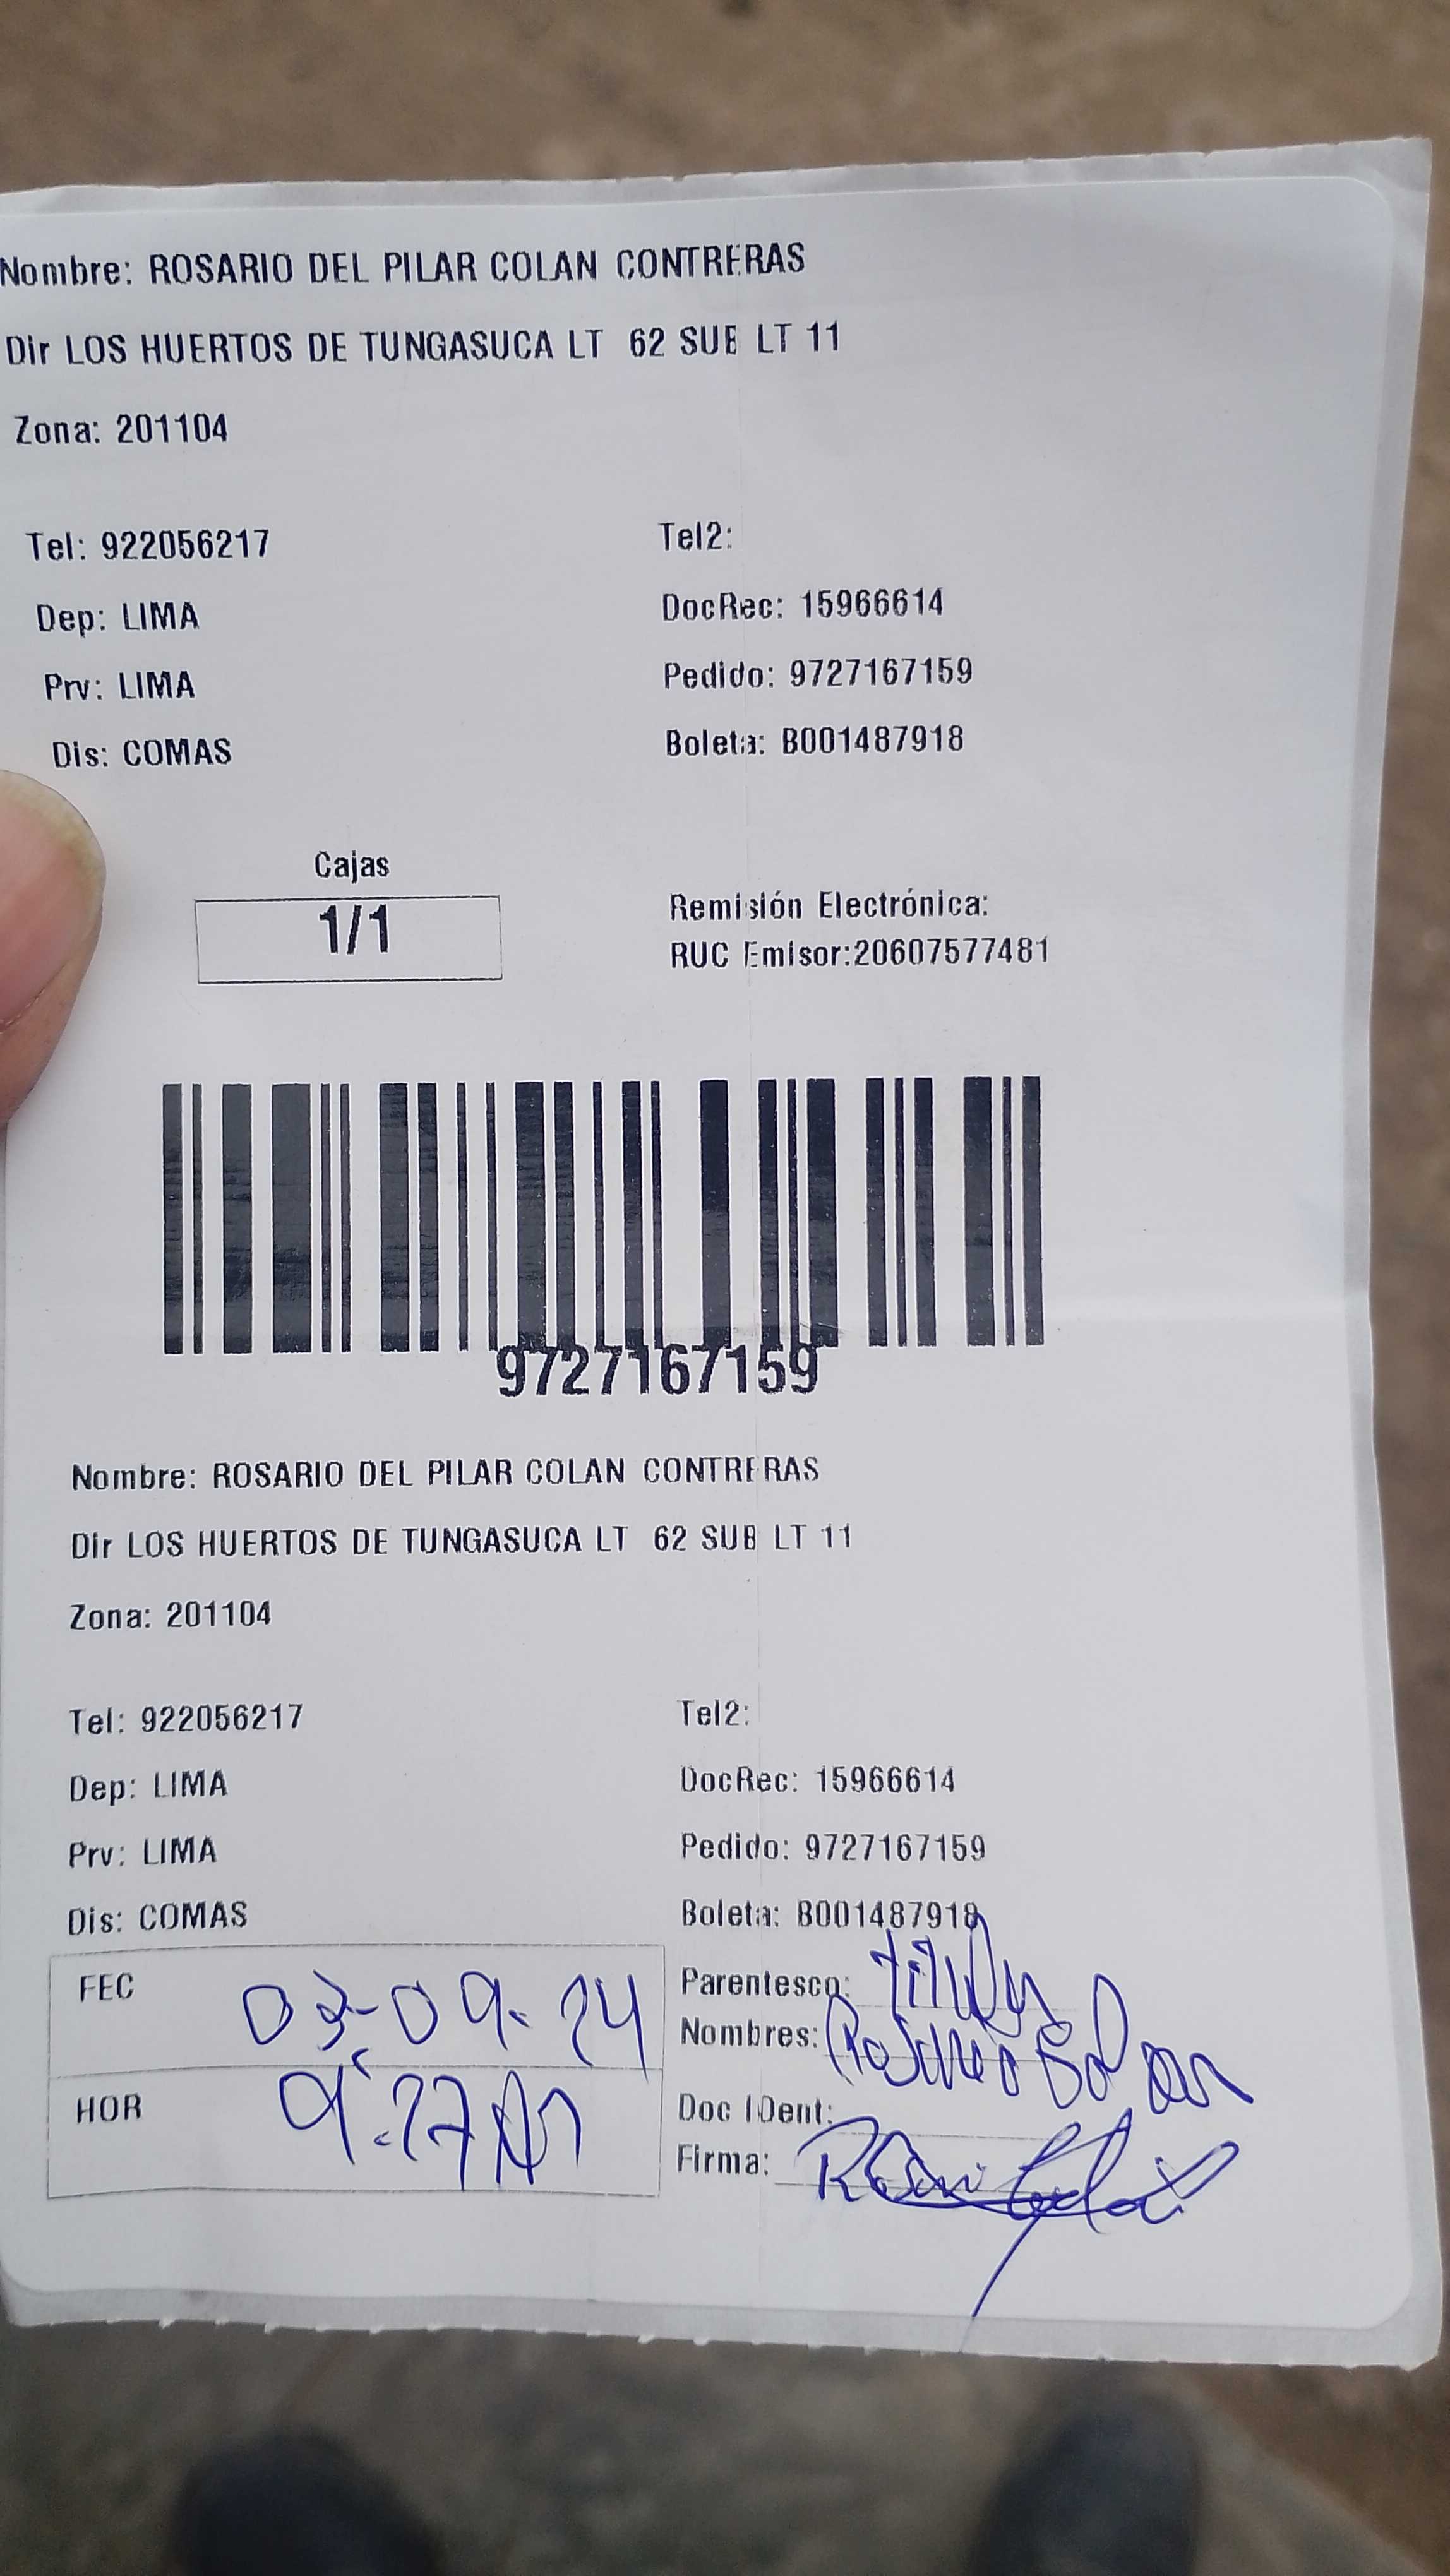 Nombre: ROSARIO DEL PILAR COLAN CONTRERAS
Dir LOS HUERTOS DE TUNGASUCA LT 62 SUB LT 11
Zona: 201104
Tel: 922056217 Tel2:
Dep: LIMA DocRec: 15966614
Prv: LIMA Pedido: 9727167159
Dis: COMAS Boleta: B001487918
Cajas
1/1
Remisión Electrónica:
RUC Emisor:20607577481
9727167159
Nombre: ROSARIO DEL PILAR COLAN CONTRERAS
Dir LOS HUERTOS DE TUNGASUCA LT 62 SUB LT 11
Zona: 201104
Tel: 922056217 Tel2:
Dep: LIMA DocRec: 15966614
Prv: LIMA Pedido: 9727167159
Dis: COMAS Boleta: B001487918
FEC 03-09-24 Parentesco:
Nombres: Rosario Colan
HOR 9:27 AM Doc IDent:
Firma: